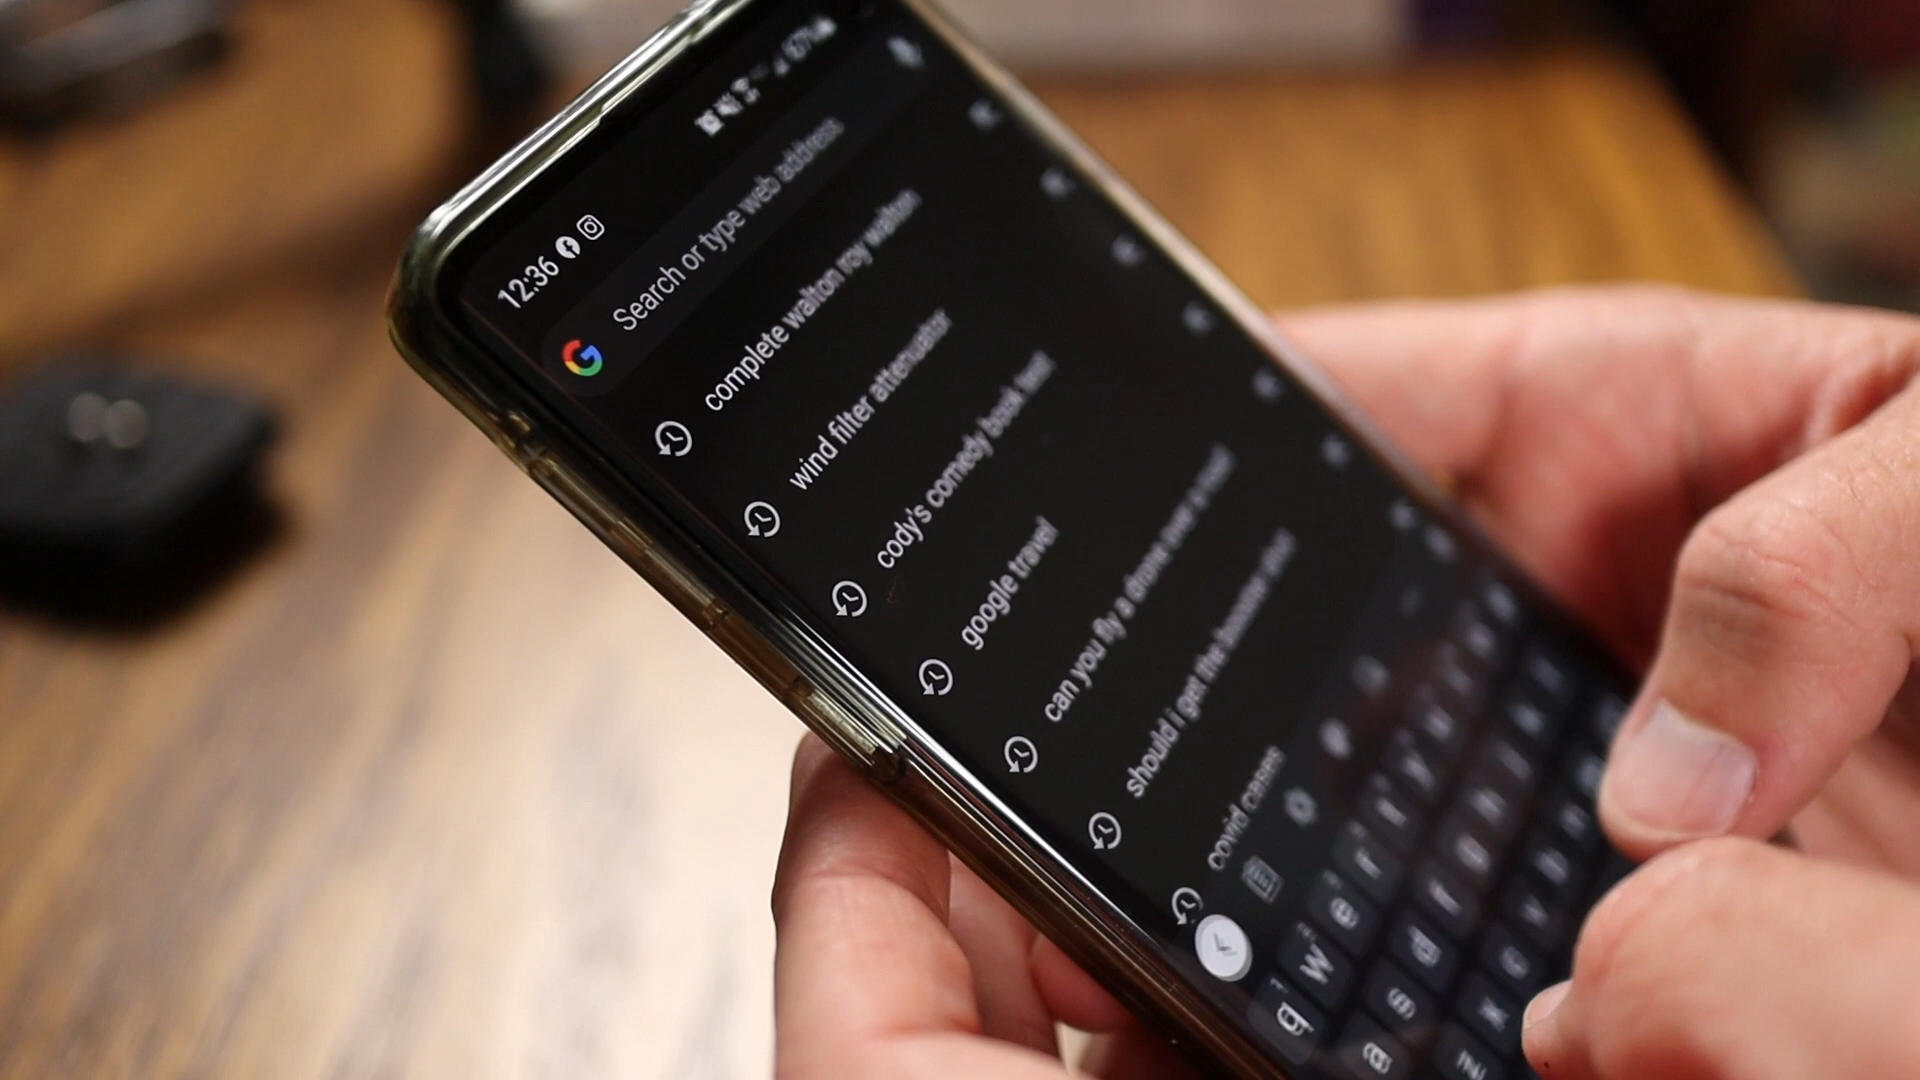 12:36
67%
Search or type web address
complete walton roy walton
wind filter attenuator
cody's comedy book test
google travel
can you fly a drone over a
should i get the booster shot
covid cases
q w e r t y u i
a s d f g h j k
z x c v b n